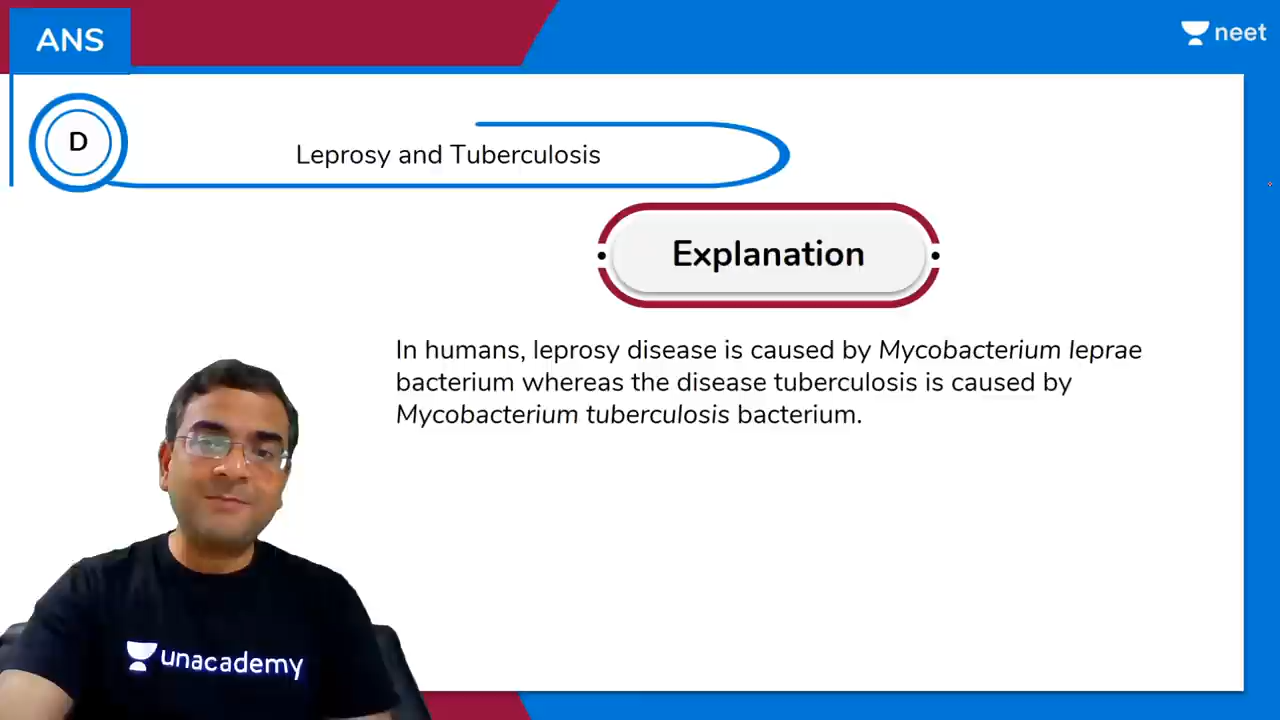 ANS
neet
D
Leprosy and Tuberculosis
Explanation
In humans, leprosy disease is caused by Mycobacterium leprae
bacterium whereas the disease tuberculosis is caused by
Mycobacterium tuberculosis bacterium.
unacademy